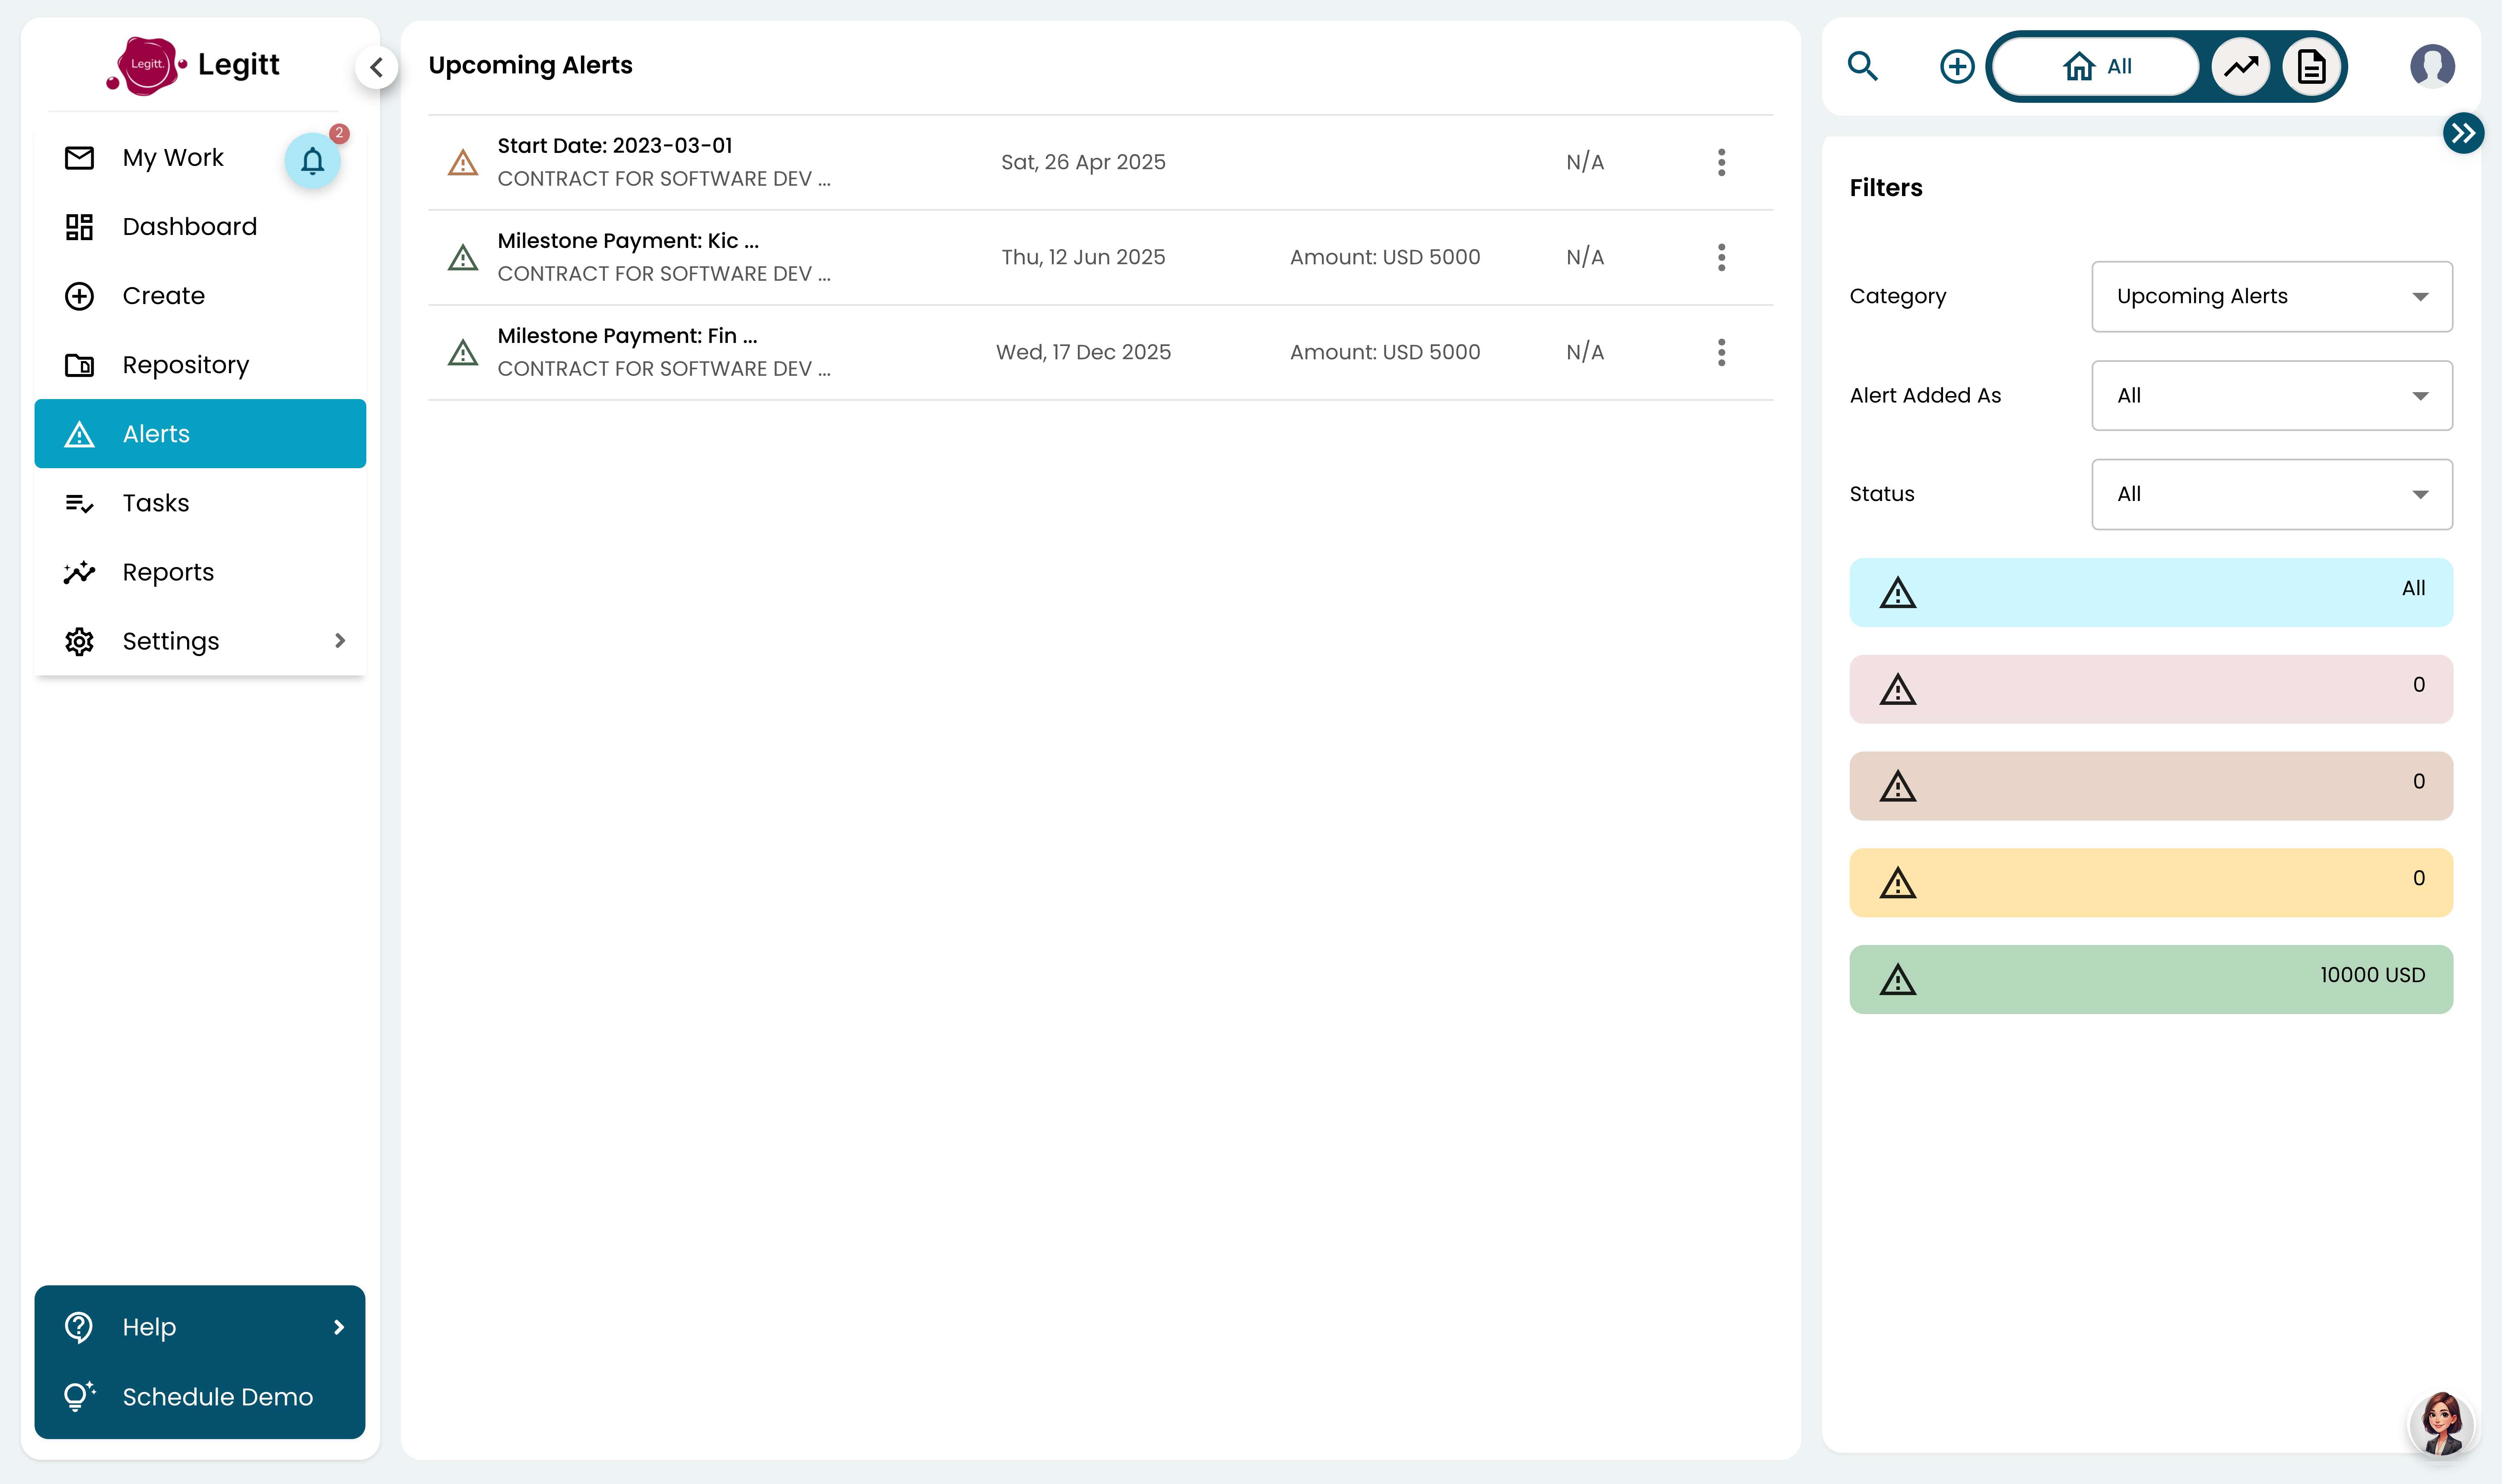 Legitt.
Legitt
My Work
2
Dashboard
Create
Repository
Alerts
Tasks
Reports
Settings
Help
Schedule Demo
Upcoming Alerts
Start Date: 2023-03-01
CONTRACT FOR SOFTWARE DEV ...
Sat, 26 Apr 2025
N/A
Milestone Payment: Kic ...
CONTRACT FOR SOFTWARE DEV ...
Thu, 12 Jun 2025
Amount: USD 5000
N/A
Milestone Payment: Fin ...
CONTRACT FOR SOFTWARE DEV ...
Wed, 17 Dec 2025
Amount: USD 5000
N/A
All
Filters
Category
Upcoming Alerts
Alert Added As
All
Status
All
All
0
0
0
10000 USD